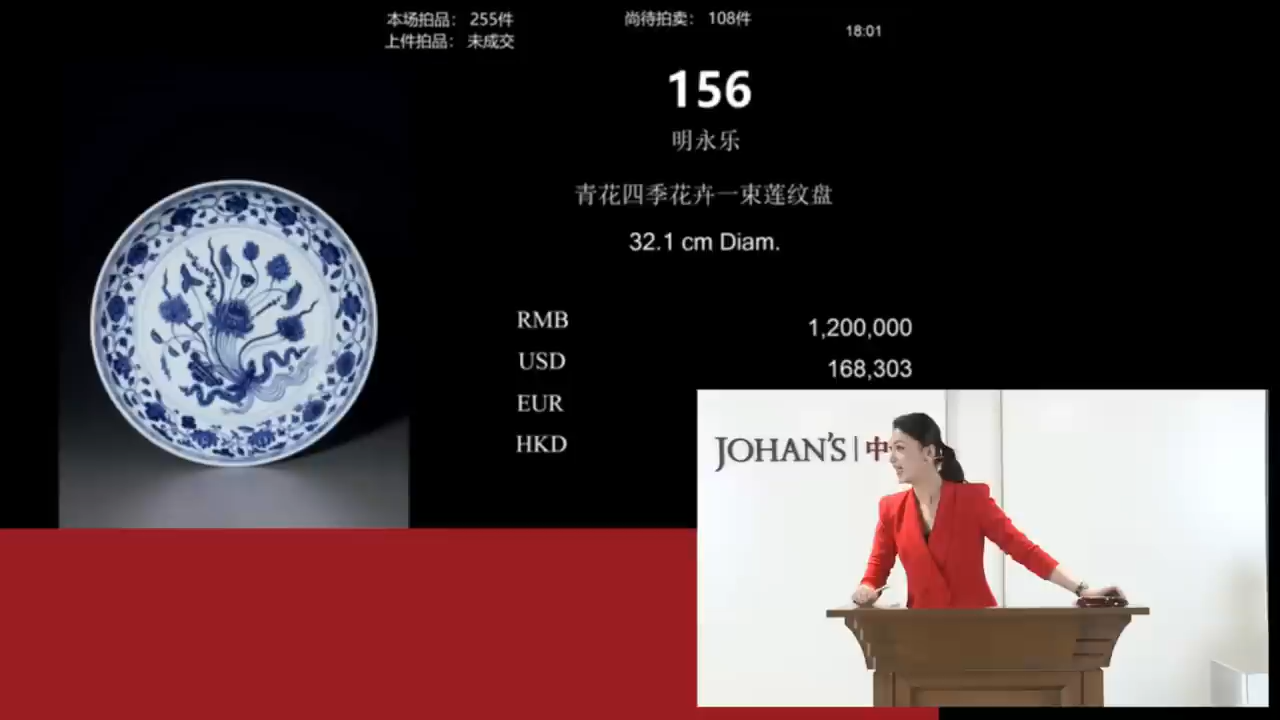 本场拍品： 255件
尚待拍卖： 108件
18:01
上件拍品： 未成交
156
明永乐
青花四季花卉一束莲纹盘
32.1 cm Diam.
RMB 1,200,000
USD 168,303
EUR
HKD
JOHAN'S | 中